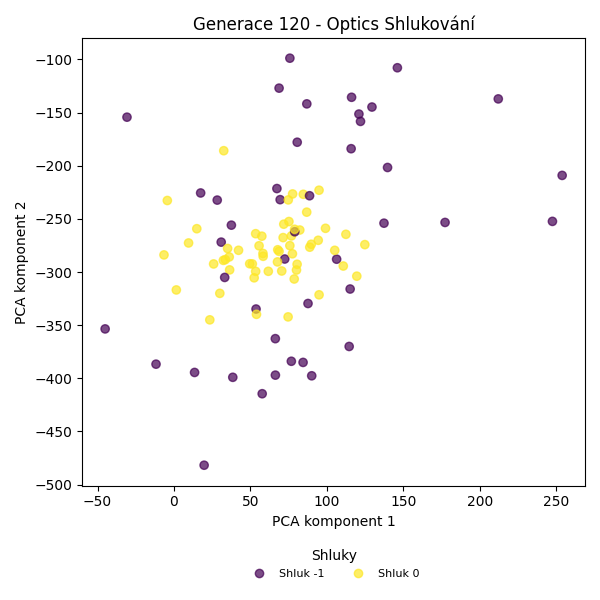 Generace 120 - Optics Shlukování
PCA komponent 2
−100
−150
−200
−250
−300
−350
−400
−450
−500
−50
0
50
100
150
200
250
PCA komponent 1
Shluky
Shluk -1
Shluk 0